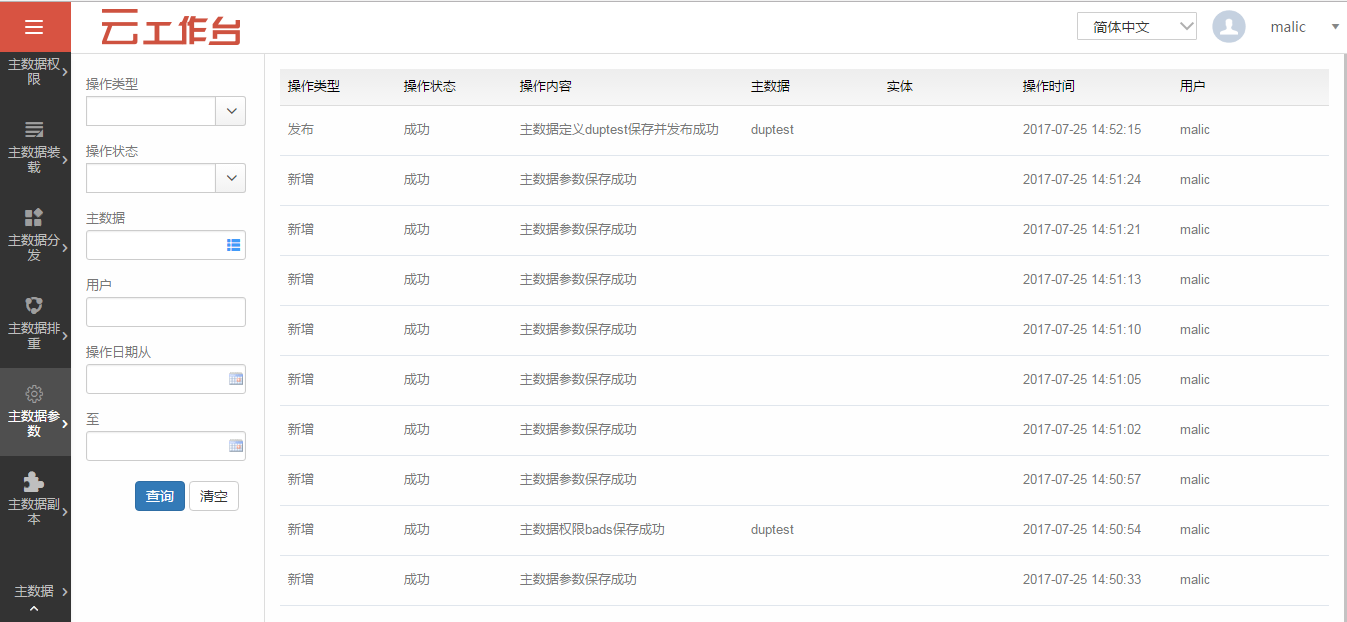 云工作台
简体中文
malic
主数据权
限
主数据装
载
主数据分
发
主数据排
重
主数据参
数
主数据副
本
主数据
操作类型
操作状态
主数据
用户
操作日期从
至
查询 清空
操作类型 操作状态 操作内容 主数据 实体 操作时间 用户
发布 成功 主数据定义duptest保存并发布成功 duptest 2017-07-25 14:52:15 malic
新增 成功 主数据参数保存成功 2017-07-25 14:51:24 malic
新增 成功 主数据参数保存成功 2017-07-25 14:51:21 malic
新增 成功 主数据参数保存成功 2017-07-25 14:51:13 malic
新增 成功 主数据参数保存成功 2017-07-25 14:51:10 malic
新增 成功 主数据参数保存成功 2017-07-25 14:51:05 malic
新增 成功 主数据参数保存成功 2017-07-25 14:51:02 malic
新增 成功 主数据参数保存成功 2017-07-25 14:50:57 malic
新增 成功 主数据权限bads保存成功 duptest 2017-07-25 14:50:54 malic
新增 成功 主数据参数保存成功 2017-07-25 14:50:33 malic